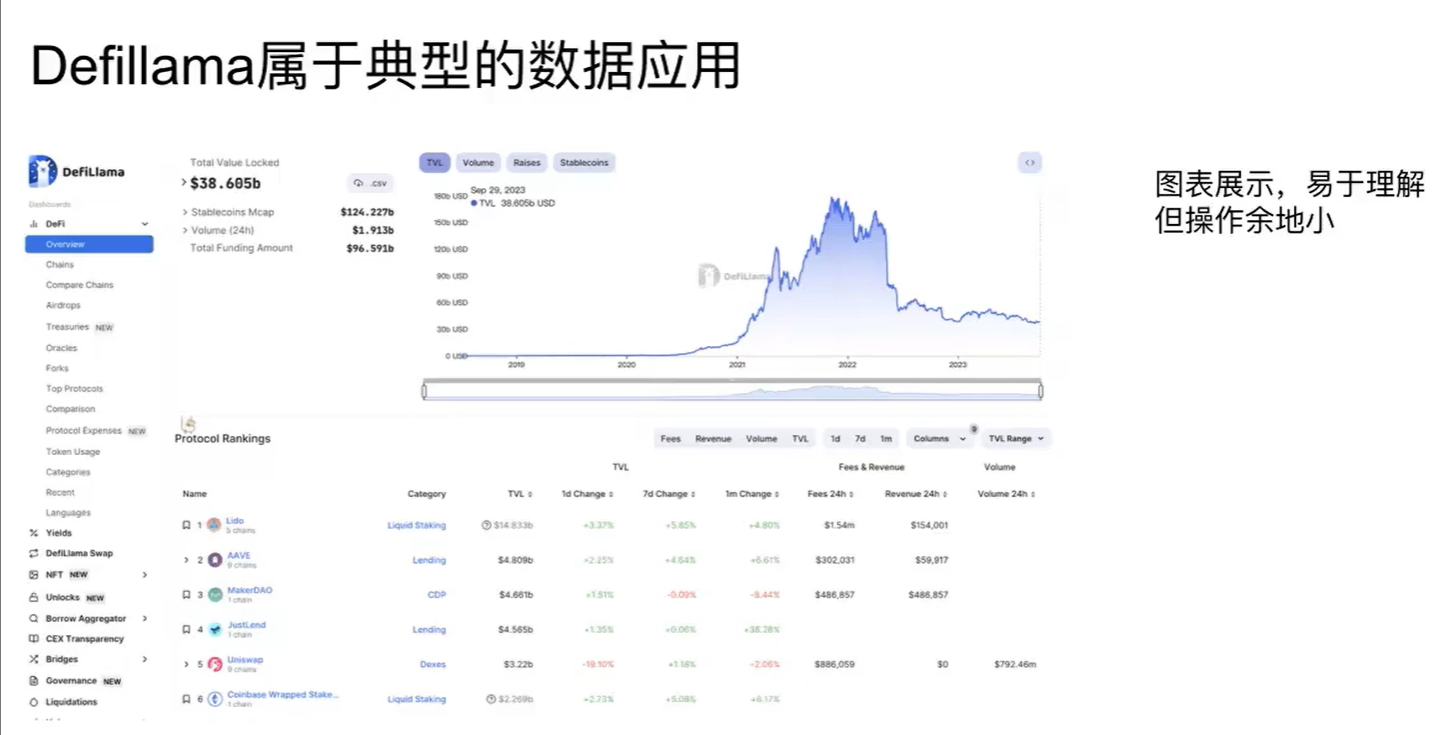 Defillama属于典型的数据应用
DefiLlama
Dashboards
DeFi
Overview
Chains
Compare Chains
Airdrops
Treasuries NEW
Oracles
Forks
Top Protocols
Comparison
Protocol Expenses NEW
Token Usage
Categories
Recent
Languages
Yields
DefiLlama Swap
NFT NEW
Unlocks NEW
Borrow Aggregator
CEX Transparency
Bridges
Governance NEW
Liquidations
Total Value Locked
$38.605b
.csv
Stablecoins Mcap $124.227b
Volume (24h) $1.913b
Total Funding Amount $96.591b
TVL Volume Raises Stablecoins
Sep 29, 2023
TVL 38.605b USD
180b USD
150b USD
120b USD
90b USD
60b USD
30b USD
0 USD
DefiLlama
2019 2020 2021 2022 2023
图表展示，易于理解
但操作余地小
Protocol Rankings
Fees Revenue Volume TVL 1d 7d 1m Columns 9 TVL Range
TVL Fees & Revenue Volume
Name Category TVL 1d Change 7d Change 1m Change Fees 24h Revenue 24h Volume 24h
1 Lido Liquid Staking $14.833b +3.37% +5.85% +4.80% $1.54m $154,001
5 chains
2 AAVE Lending $4.809b +2.25% +4.64% +6.61% $302,031 $59,917
9 chains
3 MakerDAO CDP $4.661b +1.51% -0.09% -8.44% $486,857 $486,857
1 chain
4 JustLend Lending $4.565b +1.35% +0.06% +38.28%
1 chain
5 Uniswap Dexes $3.22b -19.10% +1.18% -2.06% $886,059 $0 $792.46m
9 chains
6 Coinbase Wrapped Stake... Liquid Staking $2.269b +2.73% +5.08% +6.17%
1 chain